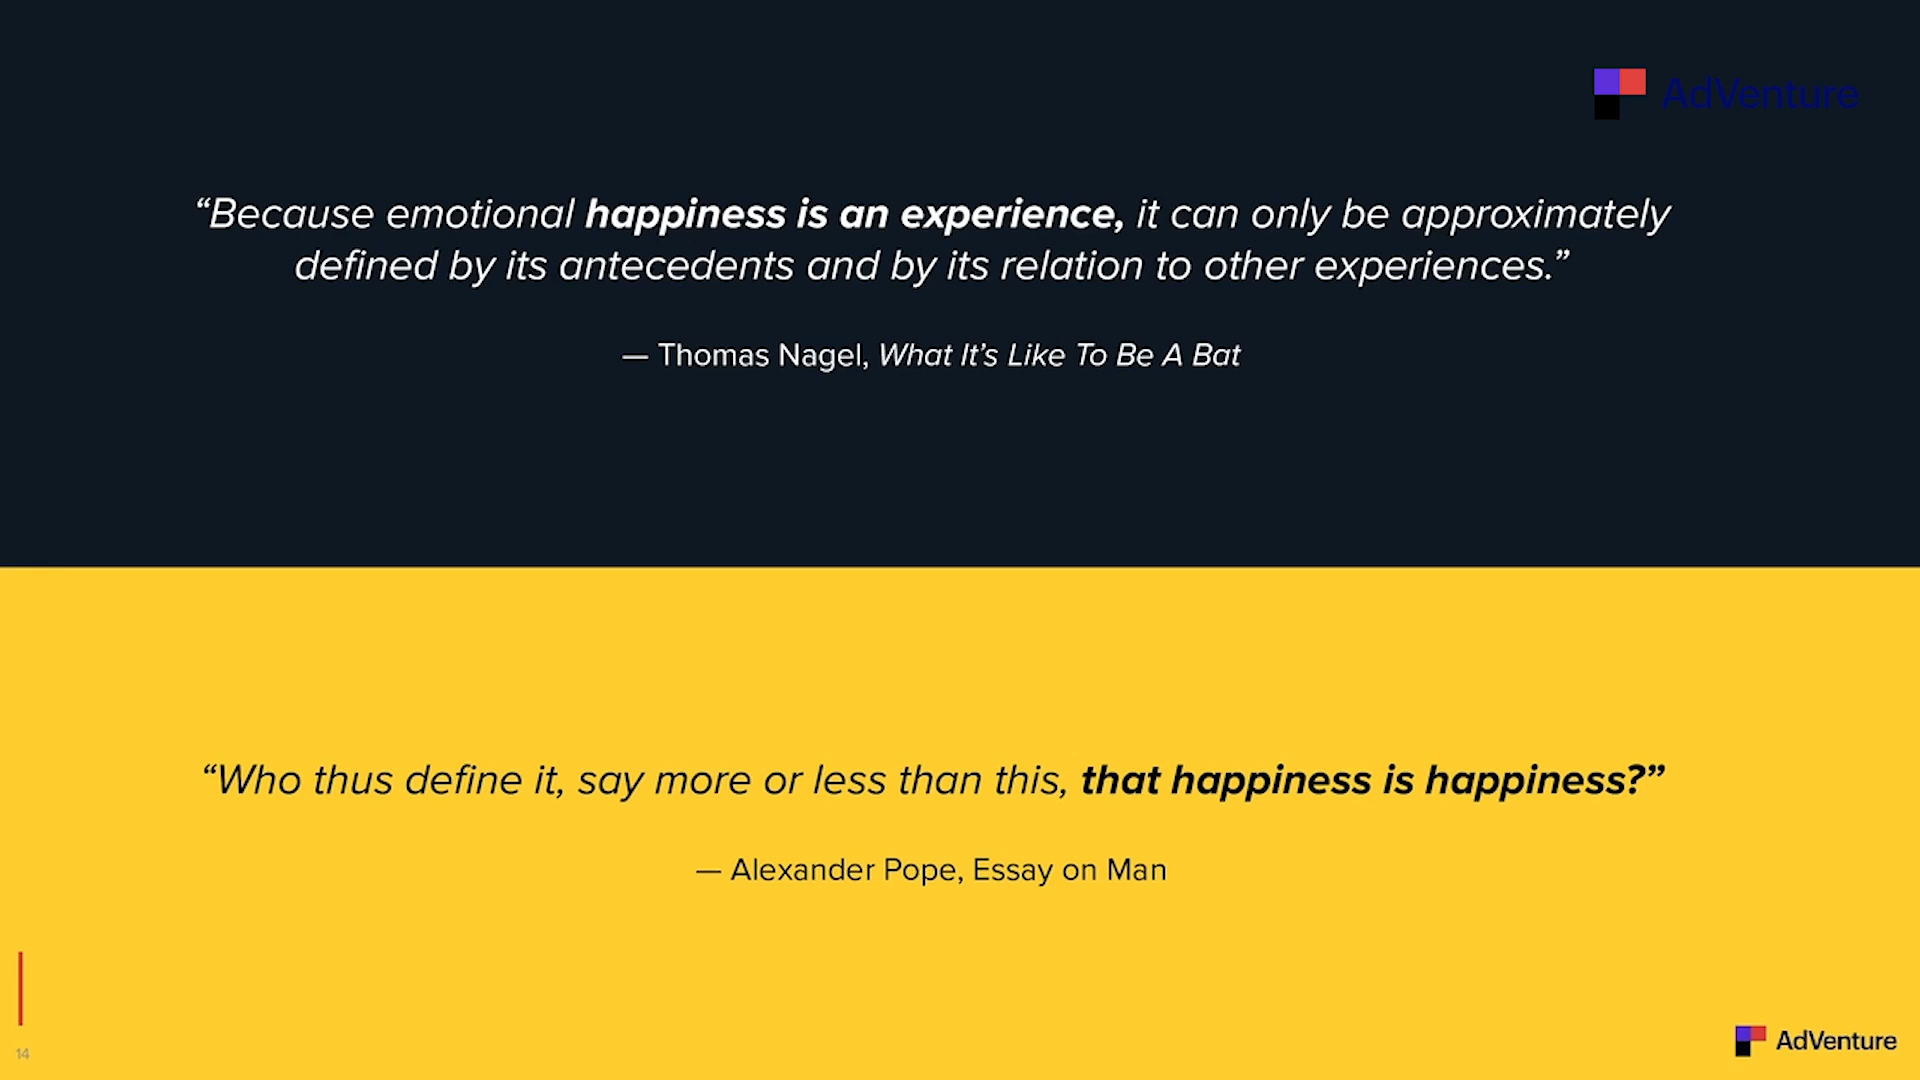 AdVenture
“Because emotional happiness is an experience, it can only be approximately
defined by its antecedents and by its relation to other experiences.”
— Thomas Nagel, What It’s Like To Be A Bat
“Who thus define it, say more or less than this, that happiness is happiness?”
— Alexander Pope, Essay on Man
14
AdVenture